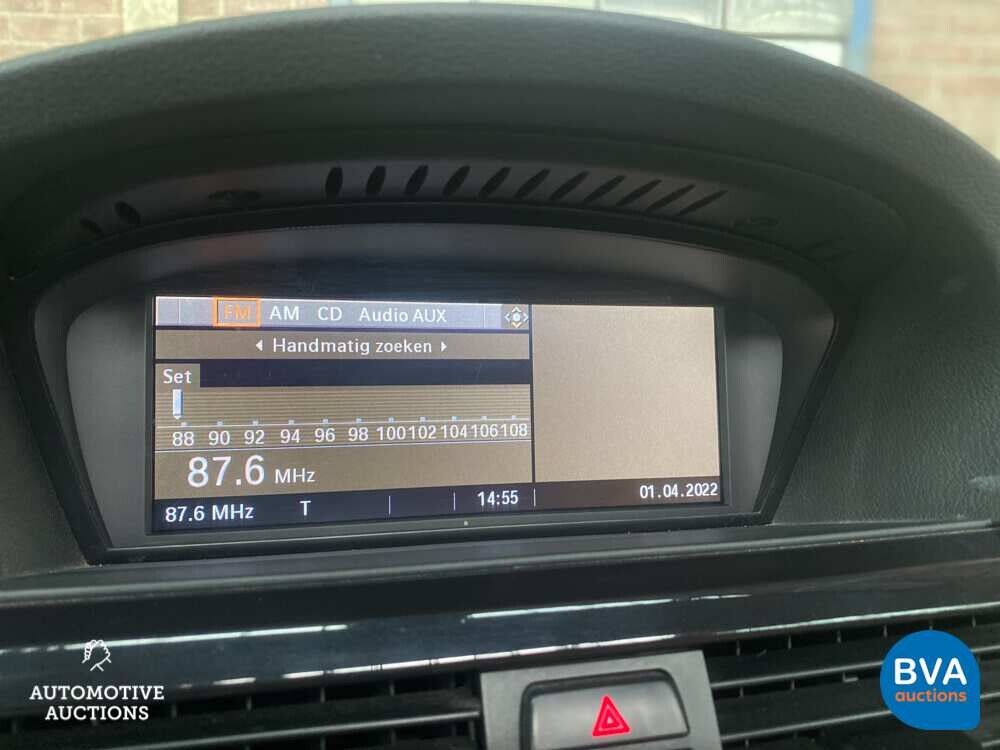 FM AM CD Audio AUX
Handmatig zoeken
Set
88 90 92 94 96 98 100 102 104 106 108
87.6 MHz
87.6 MHz T 14:55 01.04.2022
AUTOMOTIVE
AUCTIONS
BVA
auctions